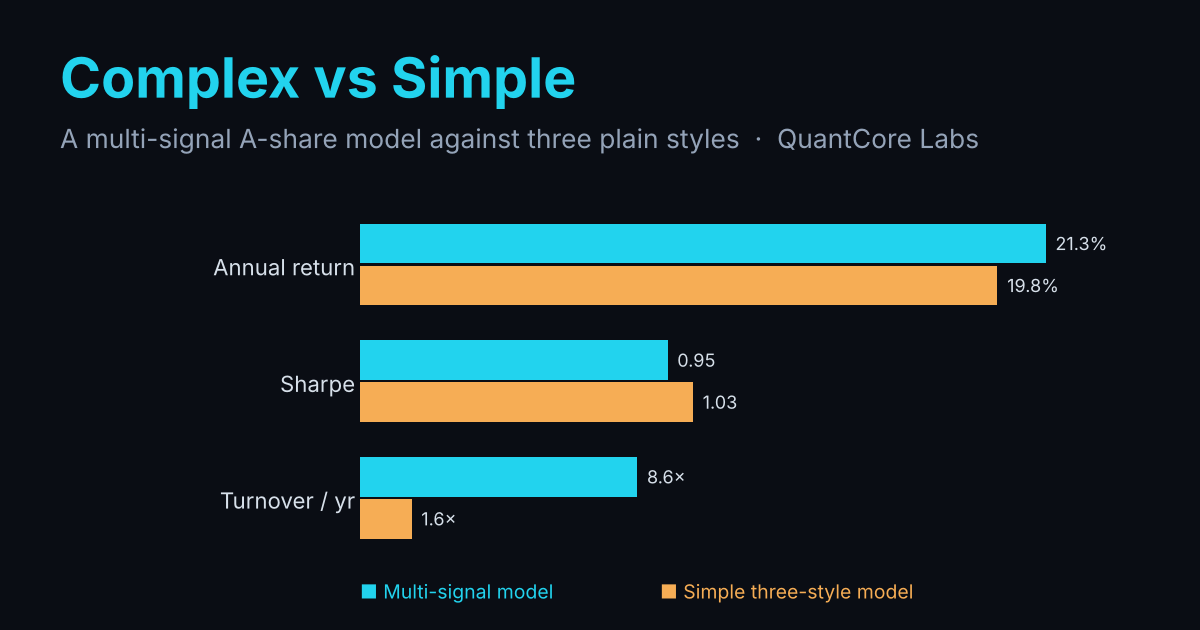 Complex vs Simple
A multi-signal A-share model against three plain styles · QuantCore Labs
Annual return
21.3%
19.8%
Sharpe
0.95
1.03
Turnover / yr
8.6×
1.6×
Multi-signal model
Simple three-style model